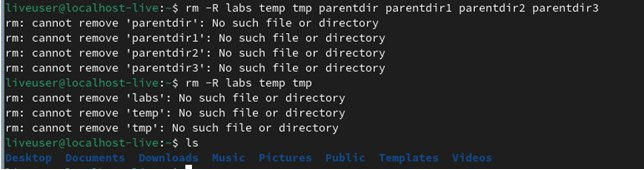 liveuser@localhost-live:~$ rm -R labs temp tmp parentdir parentdir1 parentdir2 parentdir3
rm: cannot remove 'parentdir': No such file or directory
rm: cannot remove 'parentdir1': No such file or directory
rm: cannot remove 'parentdir2': No such file or directory
rm: cannot remove 'parentdir3': No such file or directory
liveuser@localhost-live:~$ rm -R labs temp tmp
rm: cannot remove 'labs': No such file or directory
rm: cannot remove 'temp': No such file or directory
rm: cannot remove 'tmp': No such file or directory
liveuser@localhost-live:~$ ls
Desktop  Documents  Downloads  Music  Pictures  Public  Templates  Videos